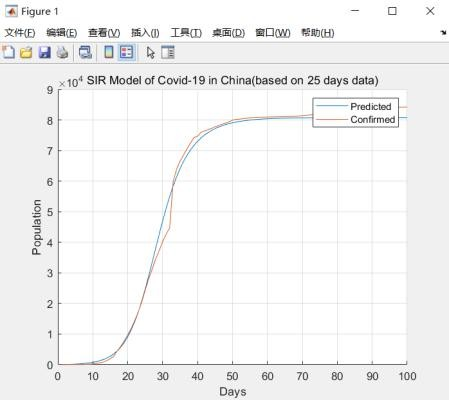 Figure 1
文件(F) 编辑(E) 查看(V) 插入(I) 工具(T) 桌面(D) 窗口(W) 帮助(H)
×10⁴ SIR Model of Covid-19 in China(based on 25 days data)
Predicted
Confirmed
9
8
7
6
5
4
3
2
1
0
Population
0 10 20 30 40 50 60 70 80 90 100
Days